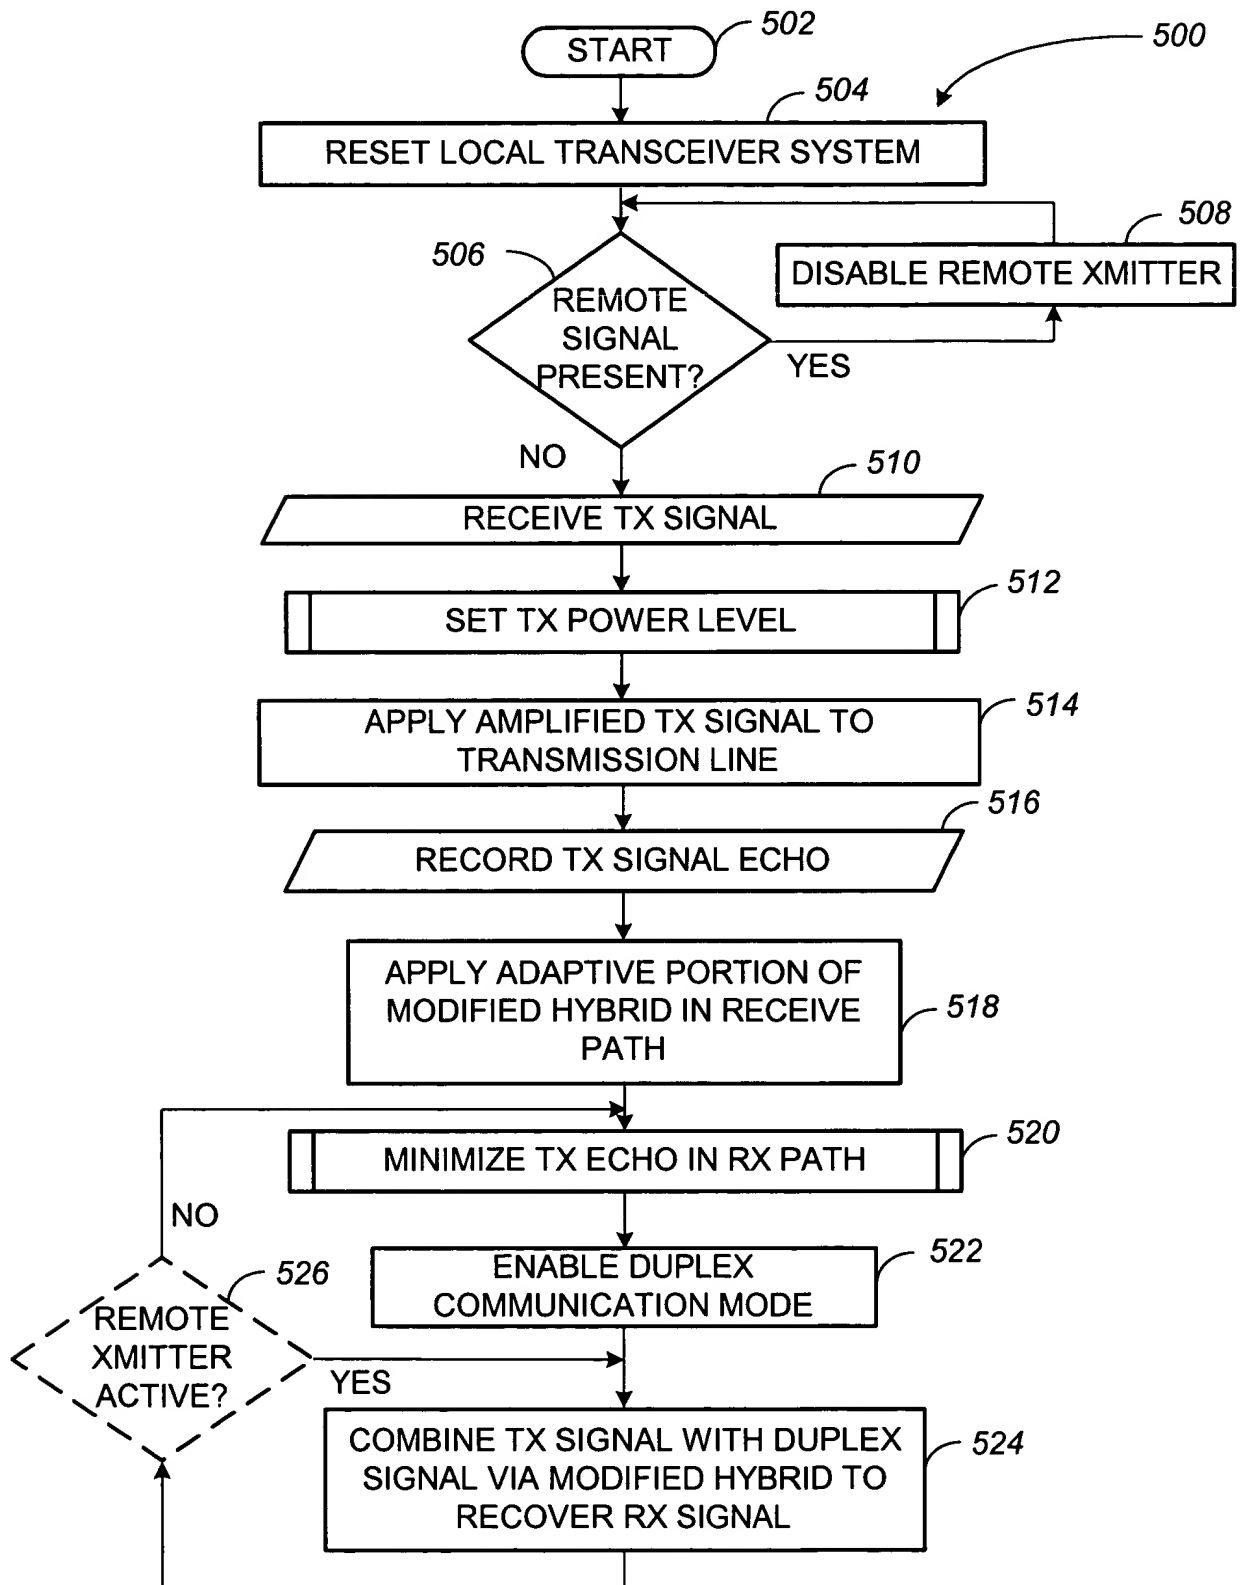 START
502
500
504
RESET LOCAL TRANSCEIVER SYSTEM
508
506
DISABLE REMOTE XMITTER
REMOTE
SIGNAL
PRESENT?
YES
NO
510
RECEIVE TX SIGNAL
512
SET TX POWER LEVEL
514
APPLY AMPLIFIED TX SIGNAL TO
TRANSMISSION LINE
516
RECORD TX SIGNAL ECHO
APPLY ADAPTIVE PORTION OF
MODIFIED HYBRID IN RECEIVE
PATH
518
520
MINIMIZE TX ECHO IN RX PATH
NO
522
ENABLE DUPLEX
COMMUNICATION MODE
526
REMOTE
XMITTER
ACTIVE?
YES
524
COMBINE TX SIGNAL WITH DUPLEX
SIGNAL VIA MODIFIED HYBRID TO
RECOVER RX SIGNAL